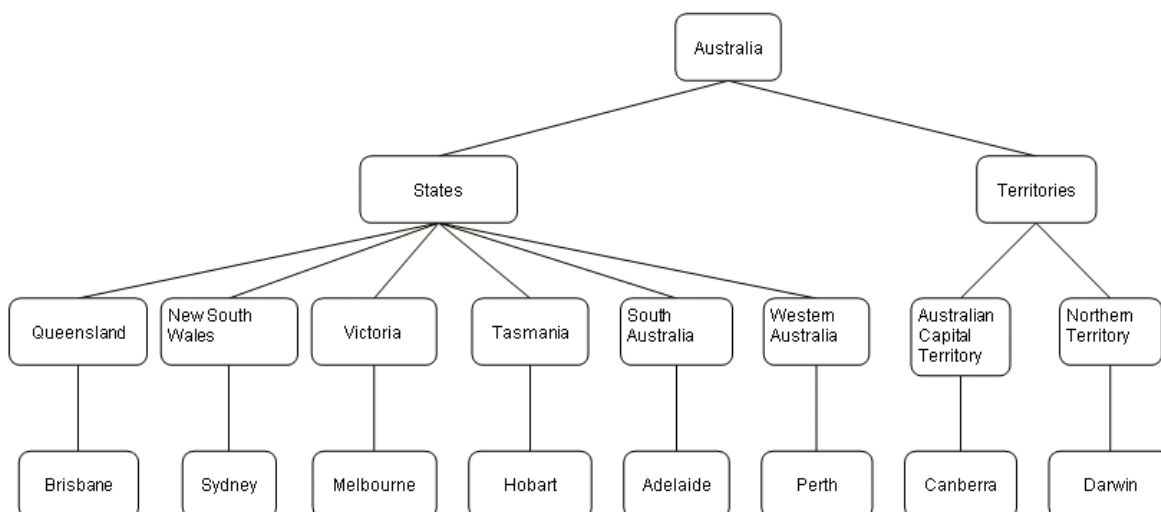 Australia
States
Territories
Queensland
New South
Wales
Victoria
Tasmania
South
Australia
Western
Australia
Australian
Capital
Territory
Northern
Territory
Brisbane
Sydney
Melbourne
Hobart
Adelaide
Perth
Canberra
Darwin